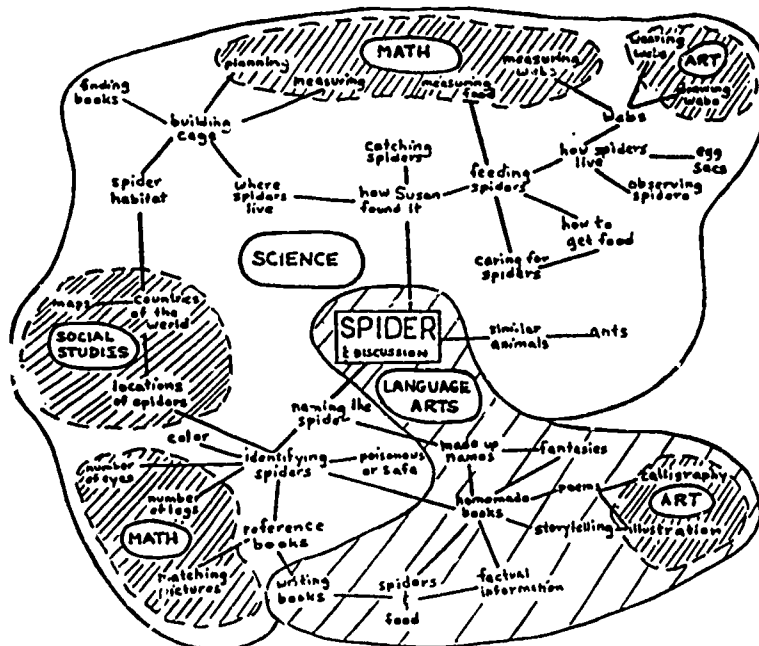 MATH
planning
measuring
measuring
food
measuring
webs
weaving
webs
ART
drawing
webs
finding
books
building
cage
webs
catching
spiders
how spiders
live
egg
sacs
spider
habitat
where
spiders
live
how Susan
found it
feeding
spiders
observing
spiders
how to
get food
caring for
spiders
SCIENCE
maps
countries
of the
world
SOCIAL
STUDIES
SPIDER
& DISCUSSION
similar
animals
ants
locations
of spiders
LANGUAGE
ARTS
naming the
spider
color
number
of eyes
identifying
spiders
poisonous
or safe
made up
names
fantasies
number
of legs
homemade
books
poem
calligraphy
ART
MATH
reference
books
storytelling
illustration
matching
pictures
writing
books
spiders
&
food
factual
information